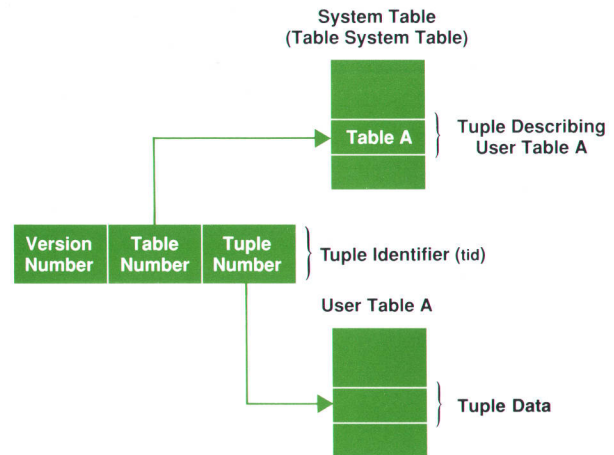 System Table
(Table System Table)
Table A
Tuple Describing
User Table A
Version
Number
Table
Number
Tuple
Number
Tuple Identifier (tid)
User Table A
Tuple Data